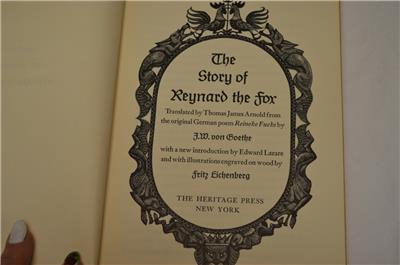 The
Story of
Reynard the Fox
Translated by Thomas James Arnold from
the original German poem Reineke Fuchs by
J.W. von Goethe
with a new introduction by Edward Lazare
and with illustrations engraved on wood by
Fritz Eichenberg
THE HERITAGE PRESS
NEW YORK